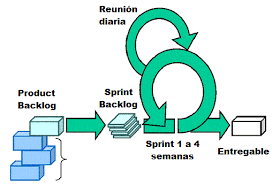 Reunión
diaria
Product
Backlog
Sprint
Backlog
Sprint 1 a 4
semanas
Entregable